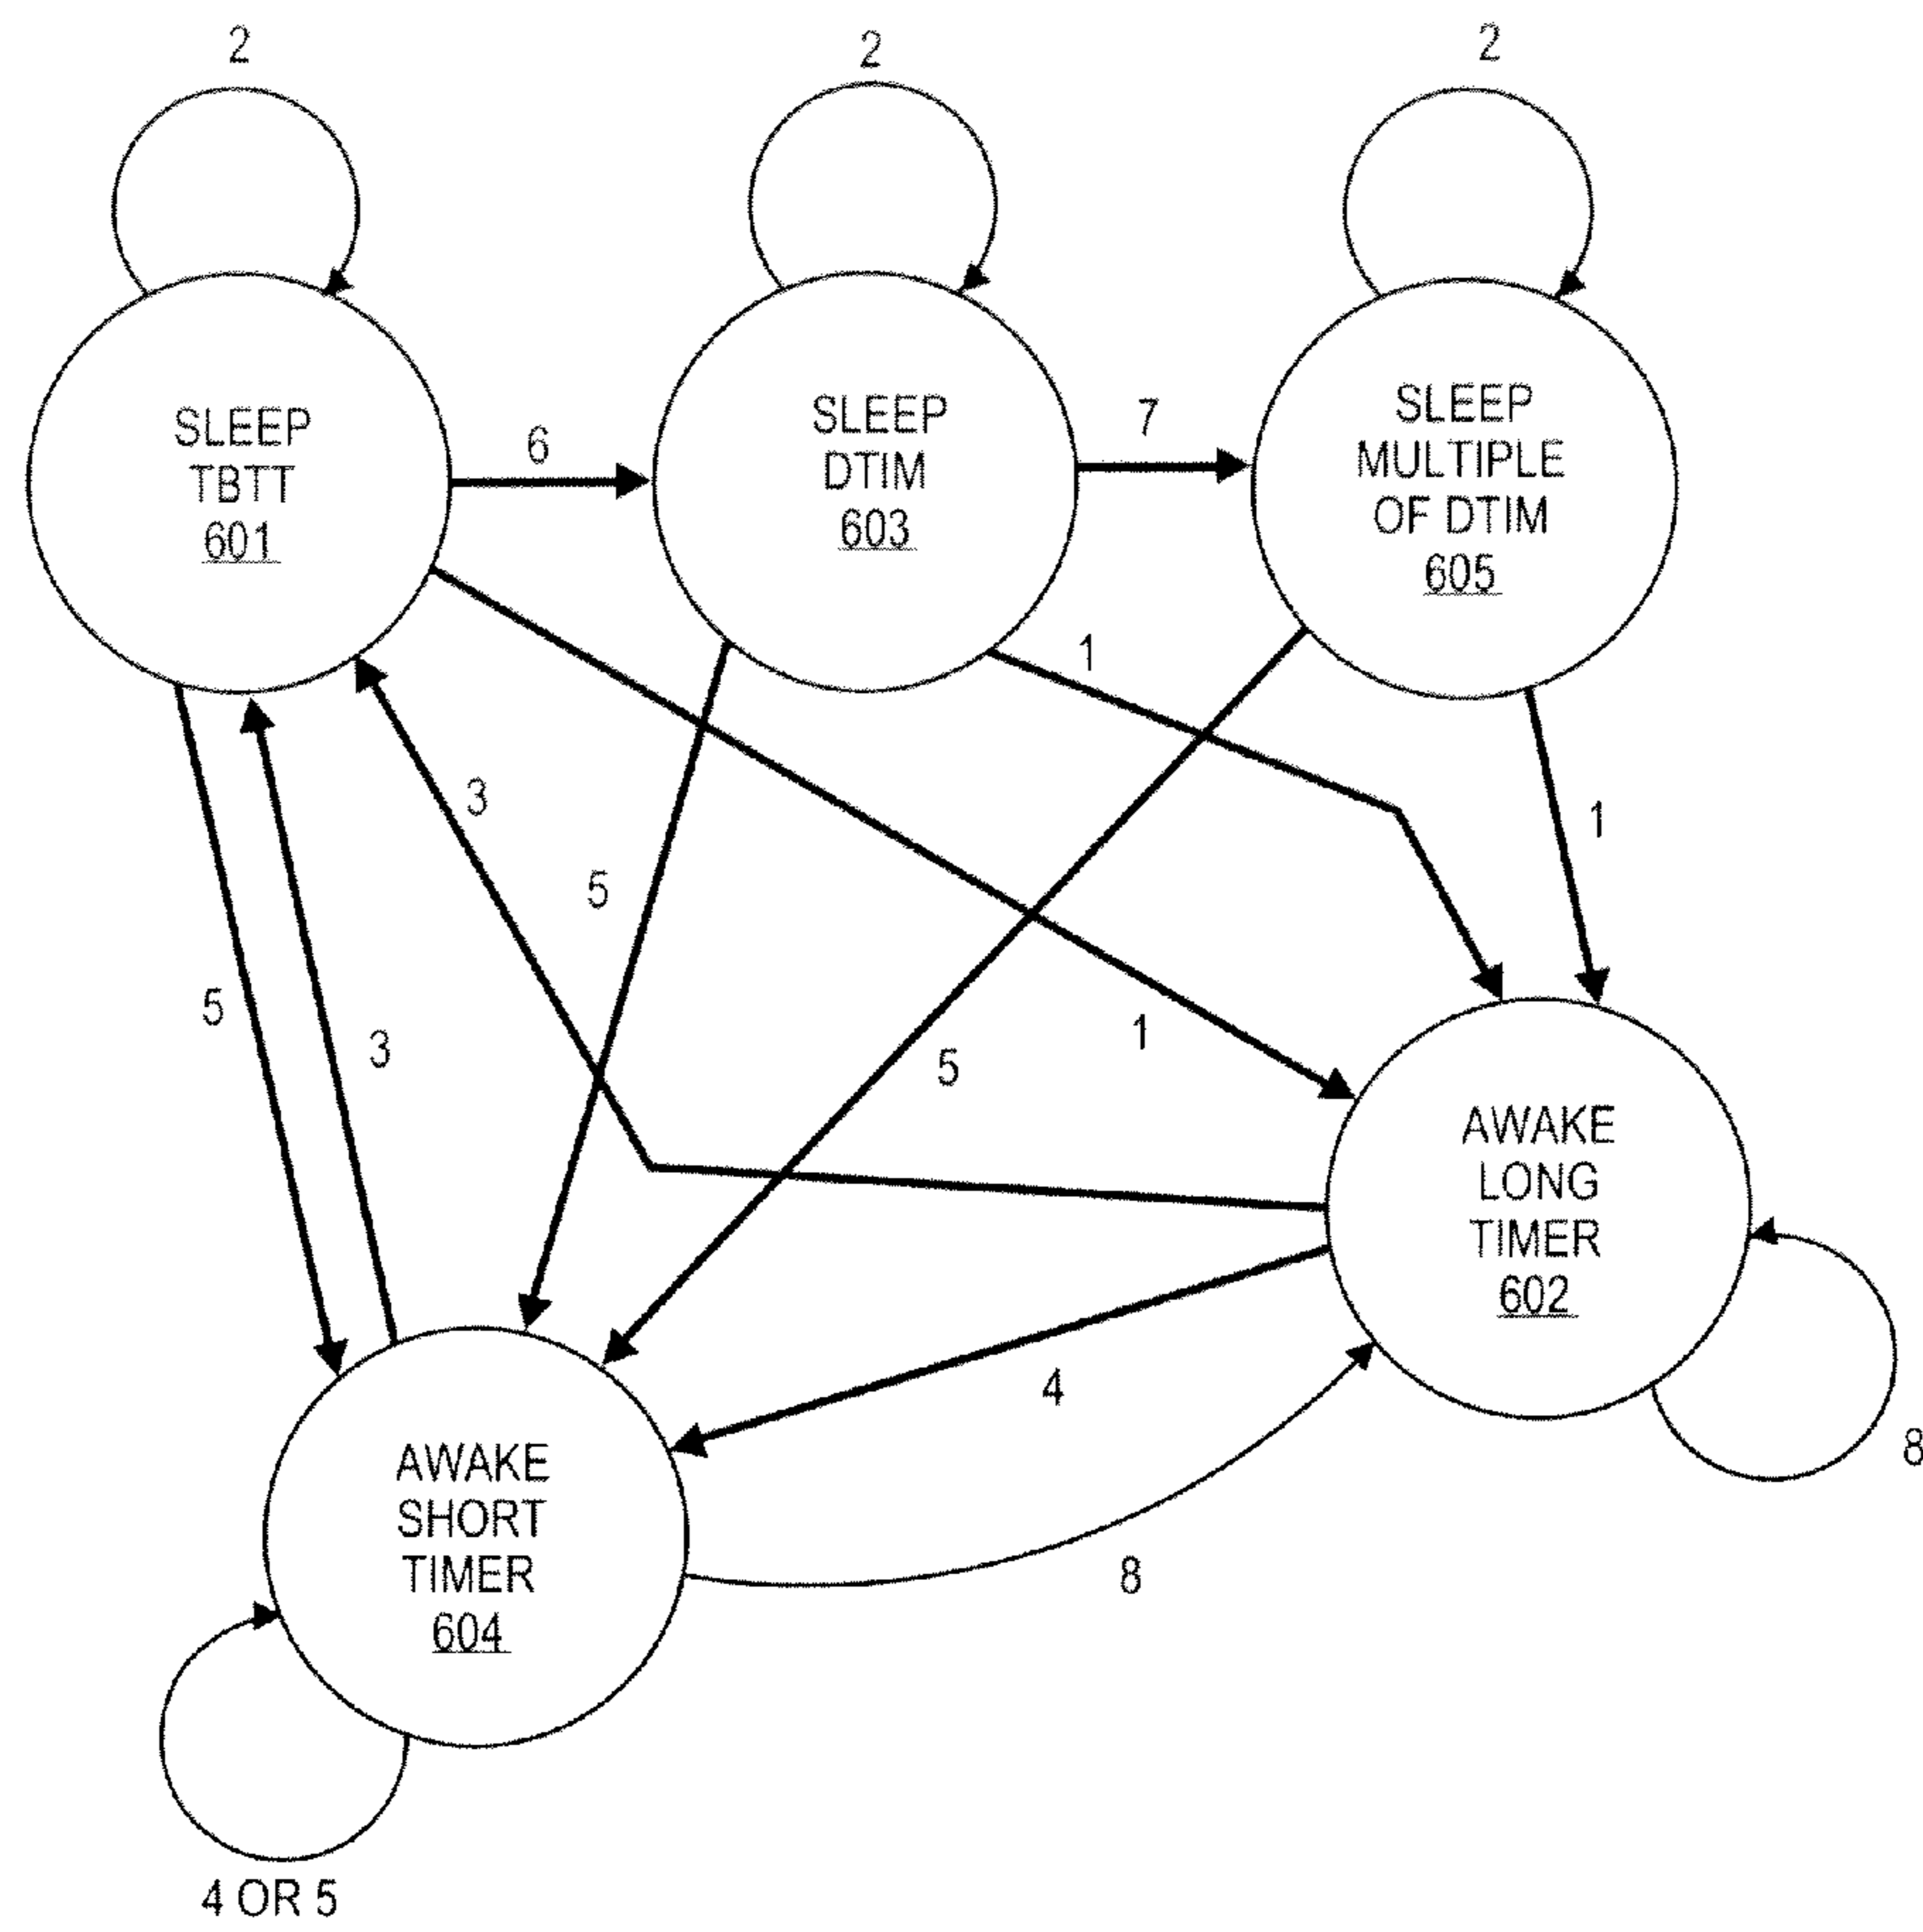 2
2
2
SLEEP
TBTT
601
6
SLEEP
DTIM
603
7
SLEEP
MULTIPLE
OF DTIM
605
1
3
1
5
5
3
1
5
AWAKE
LONG
TIMER
602
4
8
AWAKE
SHORT
TIMER
604
8
4 OR 5